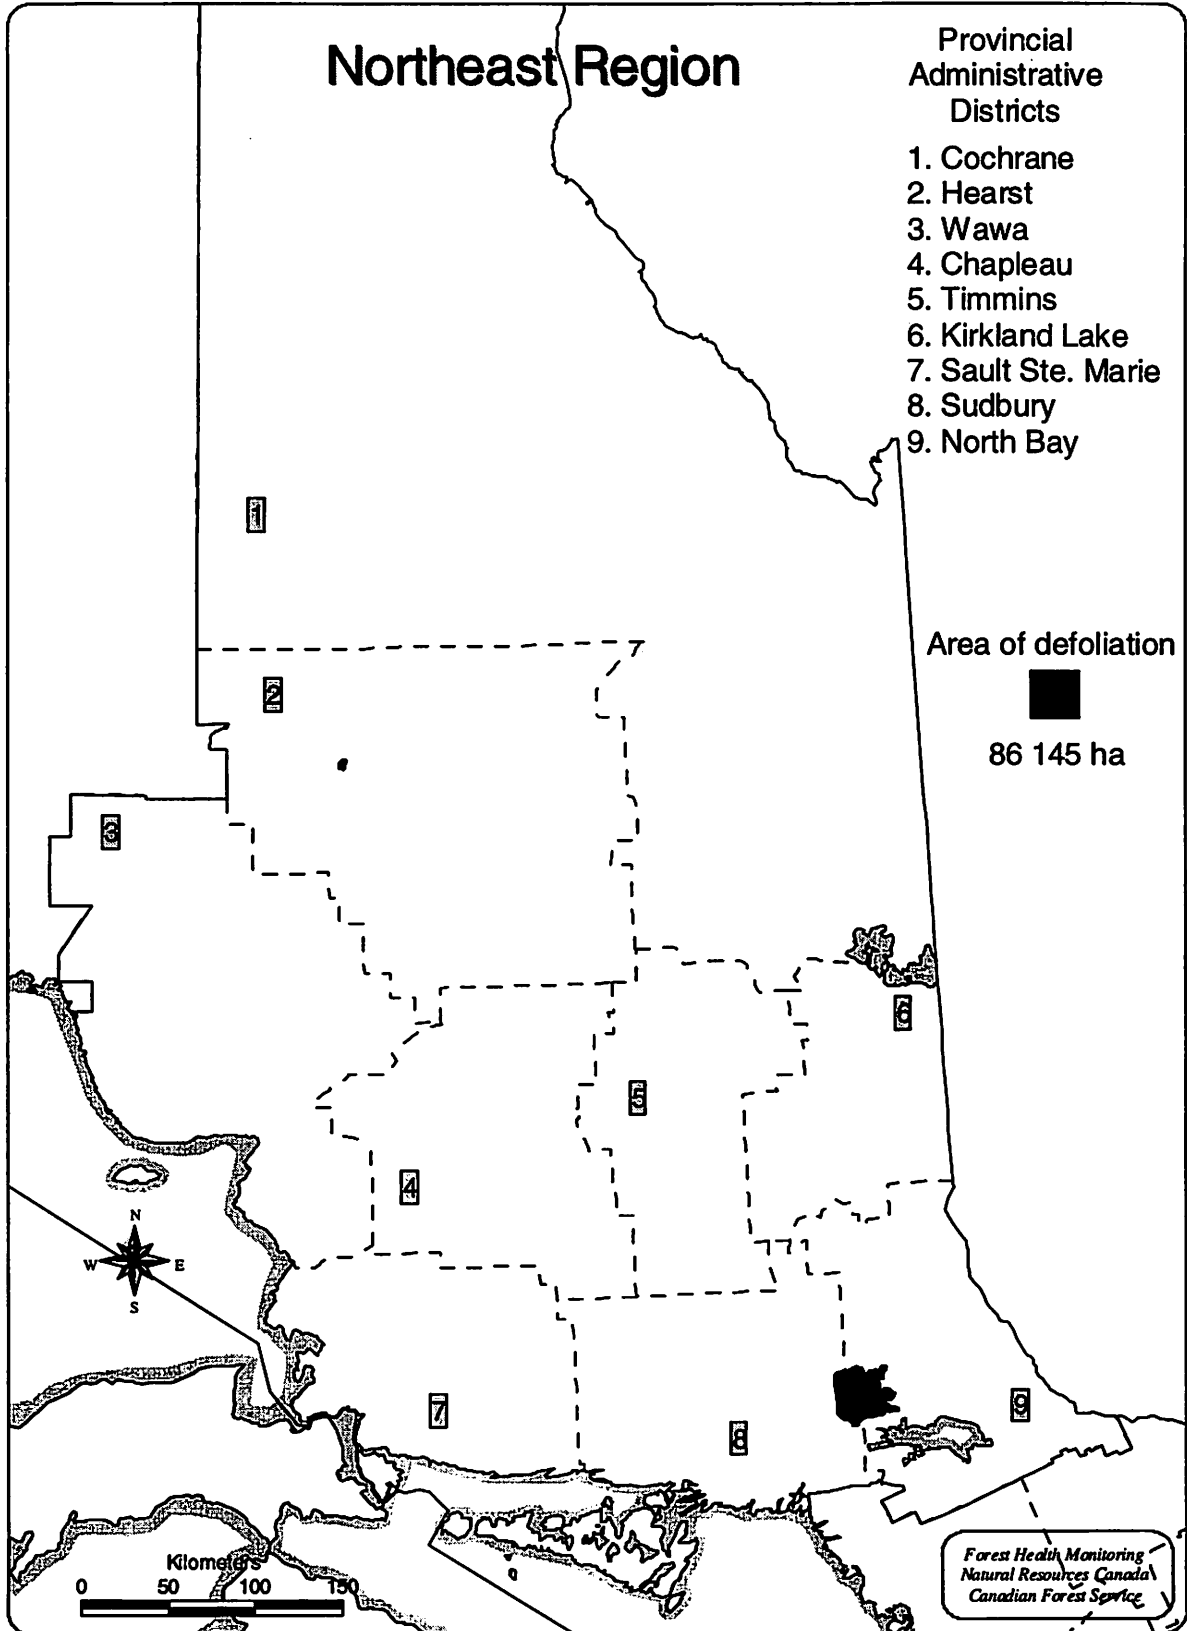 Northeast Region
Provincial
Administrative
Districts
1. Cochrane
2. Hearst
3. Wawa
4. Chapleau
5. Timmins
6. Kirkland Lake
7. Sault Ste. Marie
8. Sudbury
9. North Bay
1
Area of defoliation
86 145 ha
2
3
6
5
4
N
W E
S
7
9
8
Kilometers
0 50 100 150
Forest Health Monitoring
Natural Resources Canada
Canadian Forest Service